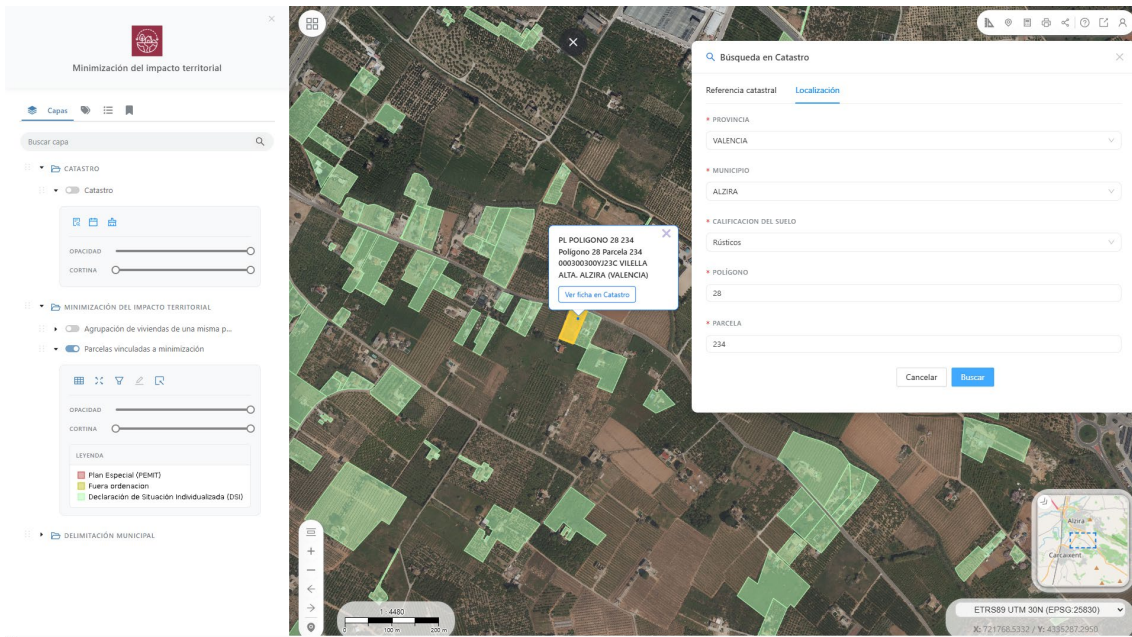 Minimización del impacto territorial
Capas
Buscar capa
CATASTRO
Catastro
OPACIDAD
CORTINA
MINIMIZACIÓN DEL IMPACTO TERRITORIAL
Agrupación de viviendas de una misma p...
Parcelas vinculadas a minimización
OPACIDAD
CORTINA
LEYENDA
Plan Especial (PEMIT)
Fuera ordenacion
Declaración de Situación Individualizada (DSI)
DELIMITACIÓN MUNICIPAL
PL POLIGONO 28 234
Polígono 28 Parcela 234
000300300YJ23C VILELLA
ALTA. ALZIRA (VALENCIA)
Ver ficha en Catastro
Búsqueda en Catastro
Referencia catastral Localización
* PROVINCIA
VALENCIA
* MUNICIPIO
ALZIRA
* CALIFICACION DEL SUELO
Rústicos
* POLÍGONO
28
* PARCELA
234
Cancelar Buscar
Alzira
Carcaixent
1 : 4480
0 100 m 200 m
ETRS89 UTM 30N (EPSG:25830)
X: 721768.5332 / Y: 4335287.2950